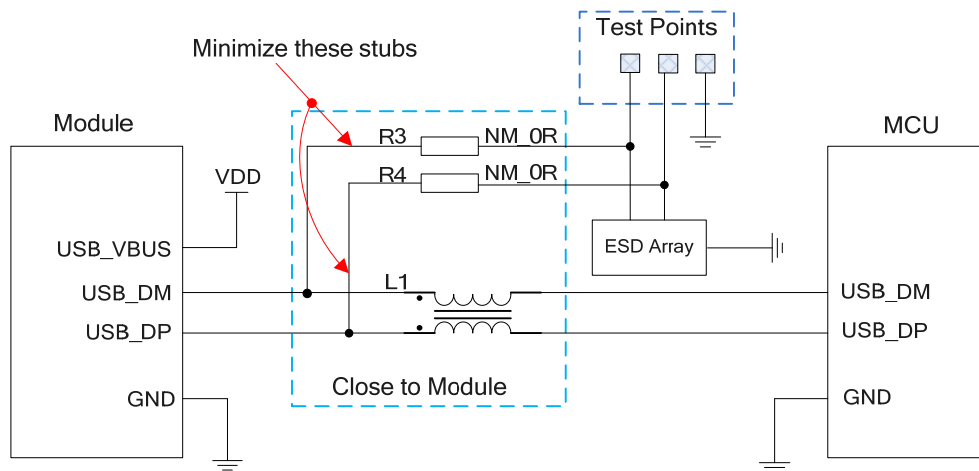 Test Points
Minimize these stubs
Module
MCU
R3 NM_0R
R4 NM_0R
VDD
ESD Array
USB_VBUS
USB_DM
L1
USB_DM
USB_DP
USB_DP
Close to Module
GND
GND